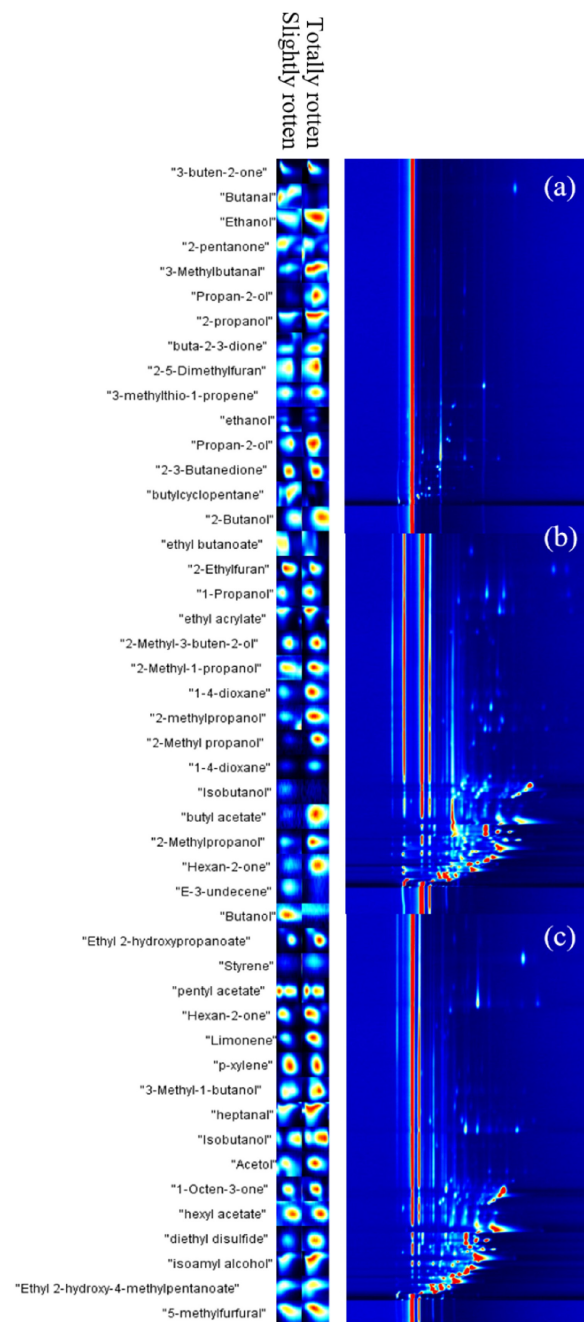 Slightly rotten
Totally rotten
"3-buten-2-one"
"Butanal"
"Ethanol"
"2-pentanone"
"3-Methylbutanal"
"Propan-2-ol"
"2-propanol"
"buta-2-3-dione"
"2-5-Dimethylfuran"
"3-methylthio-1-propene"
"ethanol"
"Propan-2-ol"
"2-3-Butanedione"
"butylcyclopentane"
"2-Butanol"
"ethyl butanoate"
"2-Ethylfuran"
"1-Propanol"
"ethyl acrylate"
"2-Methyl-3-buten-2-ol"
"2-Methyl-1-propanol"
"1-4-dioxane"
"2-methylpropanol"
"2-Methyl propanol"
"1-4-dioxane"
"Isobutanol"
"butyl acetate"
"2-Methylpropanol"
"Hexan-2-one"
"E-3-undecene"
"Butanol"
"Ethyl 2-hydroxypropanoate"
"Styrene"
"pentyl acetate"
"Hexan-2-one"
"Limonene"
"p-xylene"
"3-Methyl-1-butanol"
"heptanal"
"Isobutanol"
"Acetol"
"1-Octen-3-one"
"hexyl acetate"
"diethyl disulfide"
"isoamyl alcohol"
"Ethyl 2-hydroxy-4-methylpentanoate"
"5-methylfurfural"
(a)
(b)
(c)